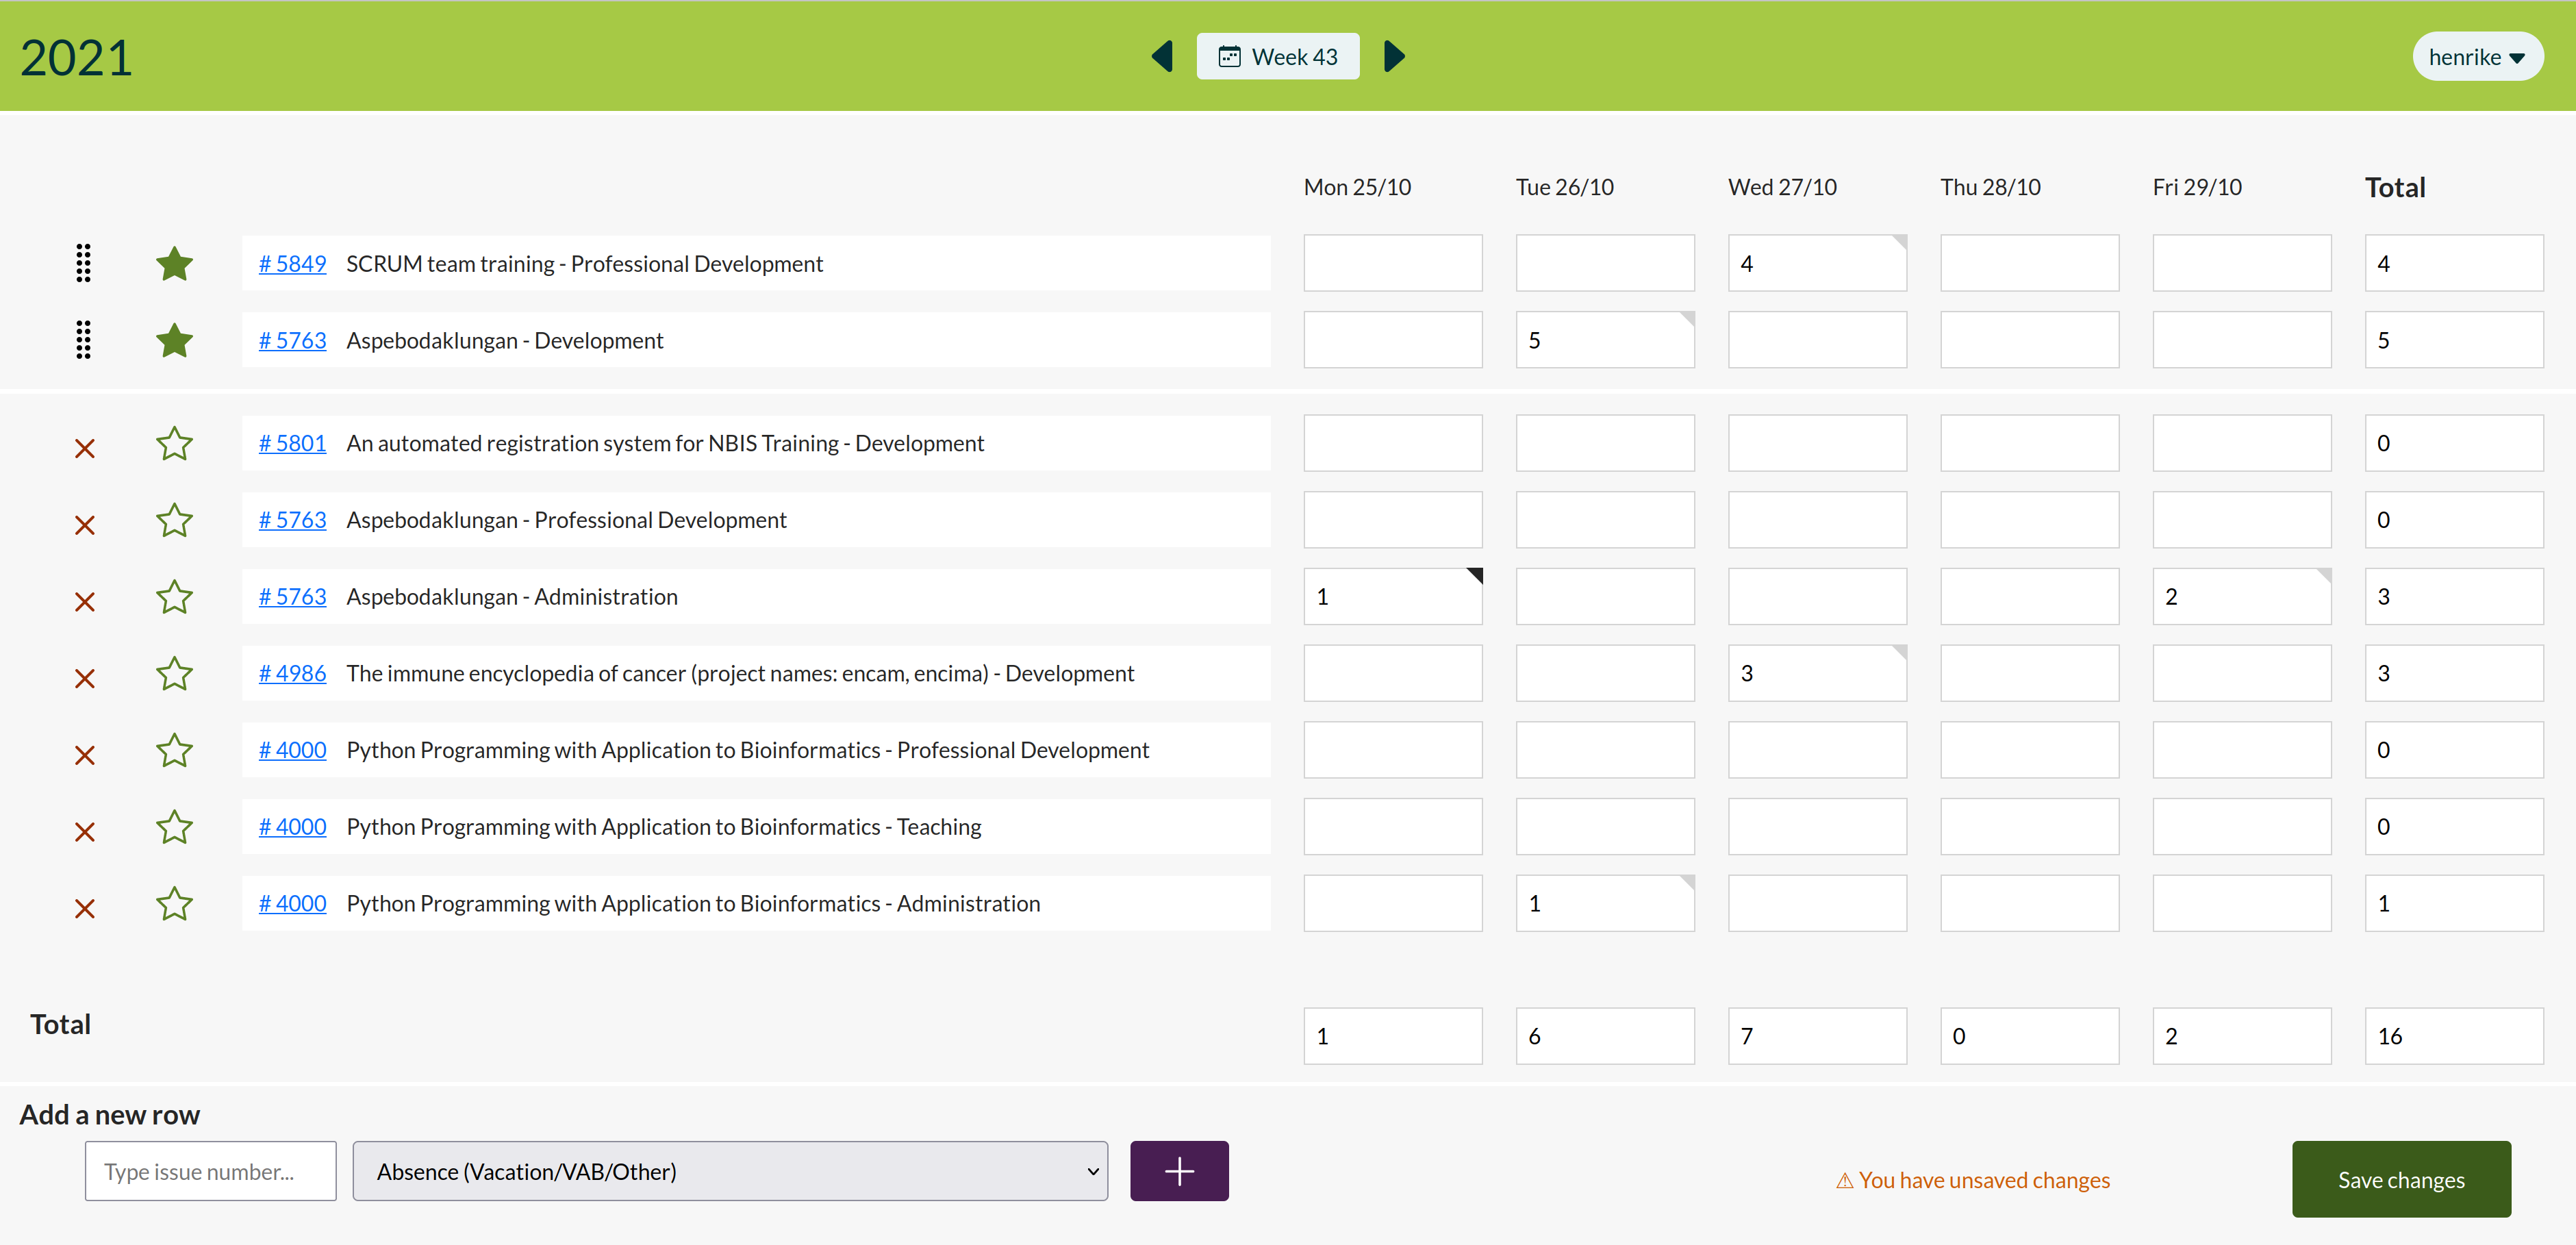 2021
Week 43
henrike
Mon 25/10 Tue 26/10 Wed 27/10 Thu 28/10 Fri 29/10 Total
# 5849 SCRUM team training - Professional Development 4 4
# 5763 Aspebodaklungan - Development 5 5
# 5801 An automated registration system for NBIS Training - Development 0
# 5763 Aspebodaklungan - Professional Development 0
# 5763 Aspebodaklungan - Administration 1 2 3
# 4986 The immune encyclopedia of cancer (project names: encam, encima) - Development 3 3
# 4000 Python Programming with Application to Bioinformatics - Professional Development 0
# 4000 Python Programming with Application to Bioinformatics - Teaching 0
# 4000 Python Programming with Application to Bioinformatics - Administration 1 1
Total 1 6 7 0 2 16
Add a new row
Type issue number... Absence (Vacation/VAB/Other) +
⚠ You have unsaved changes
Save changes